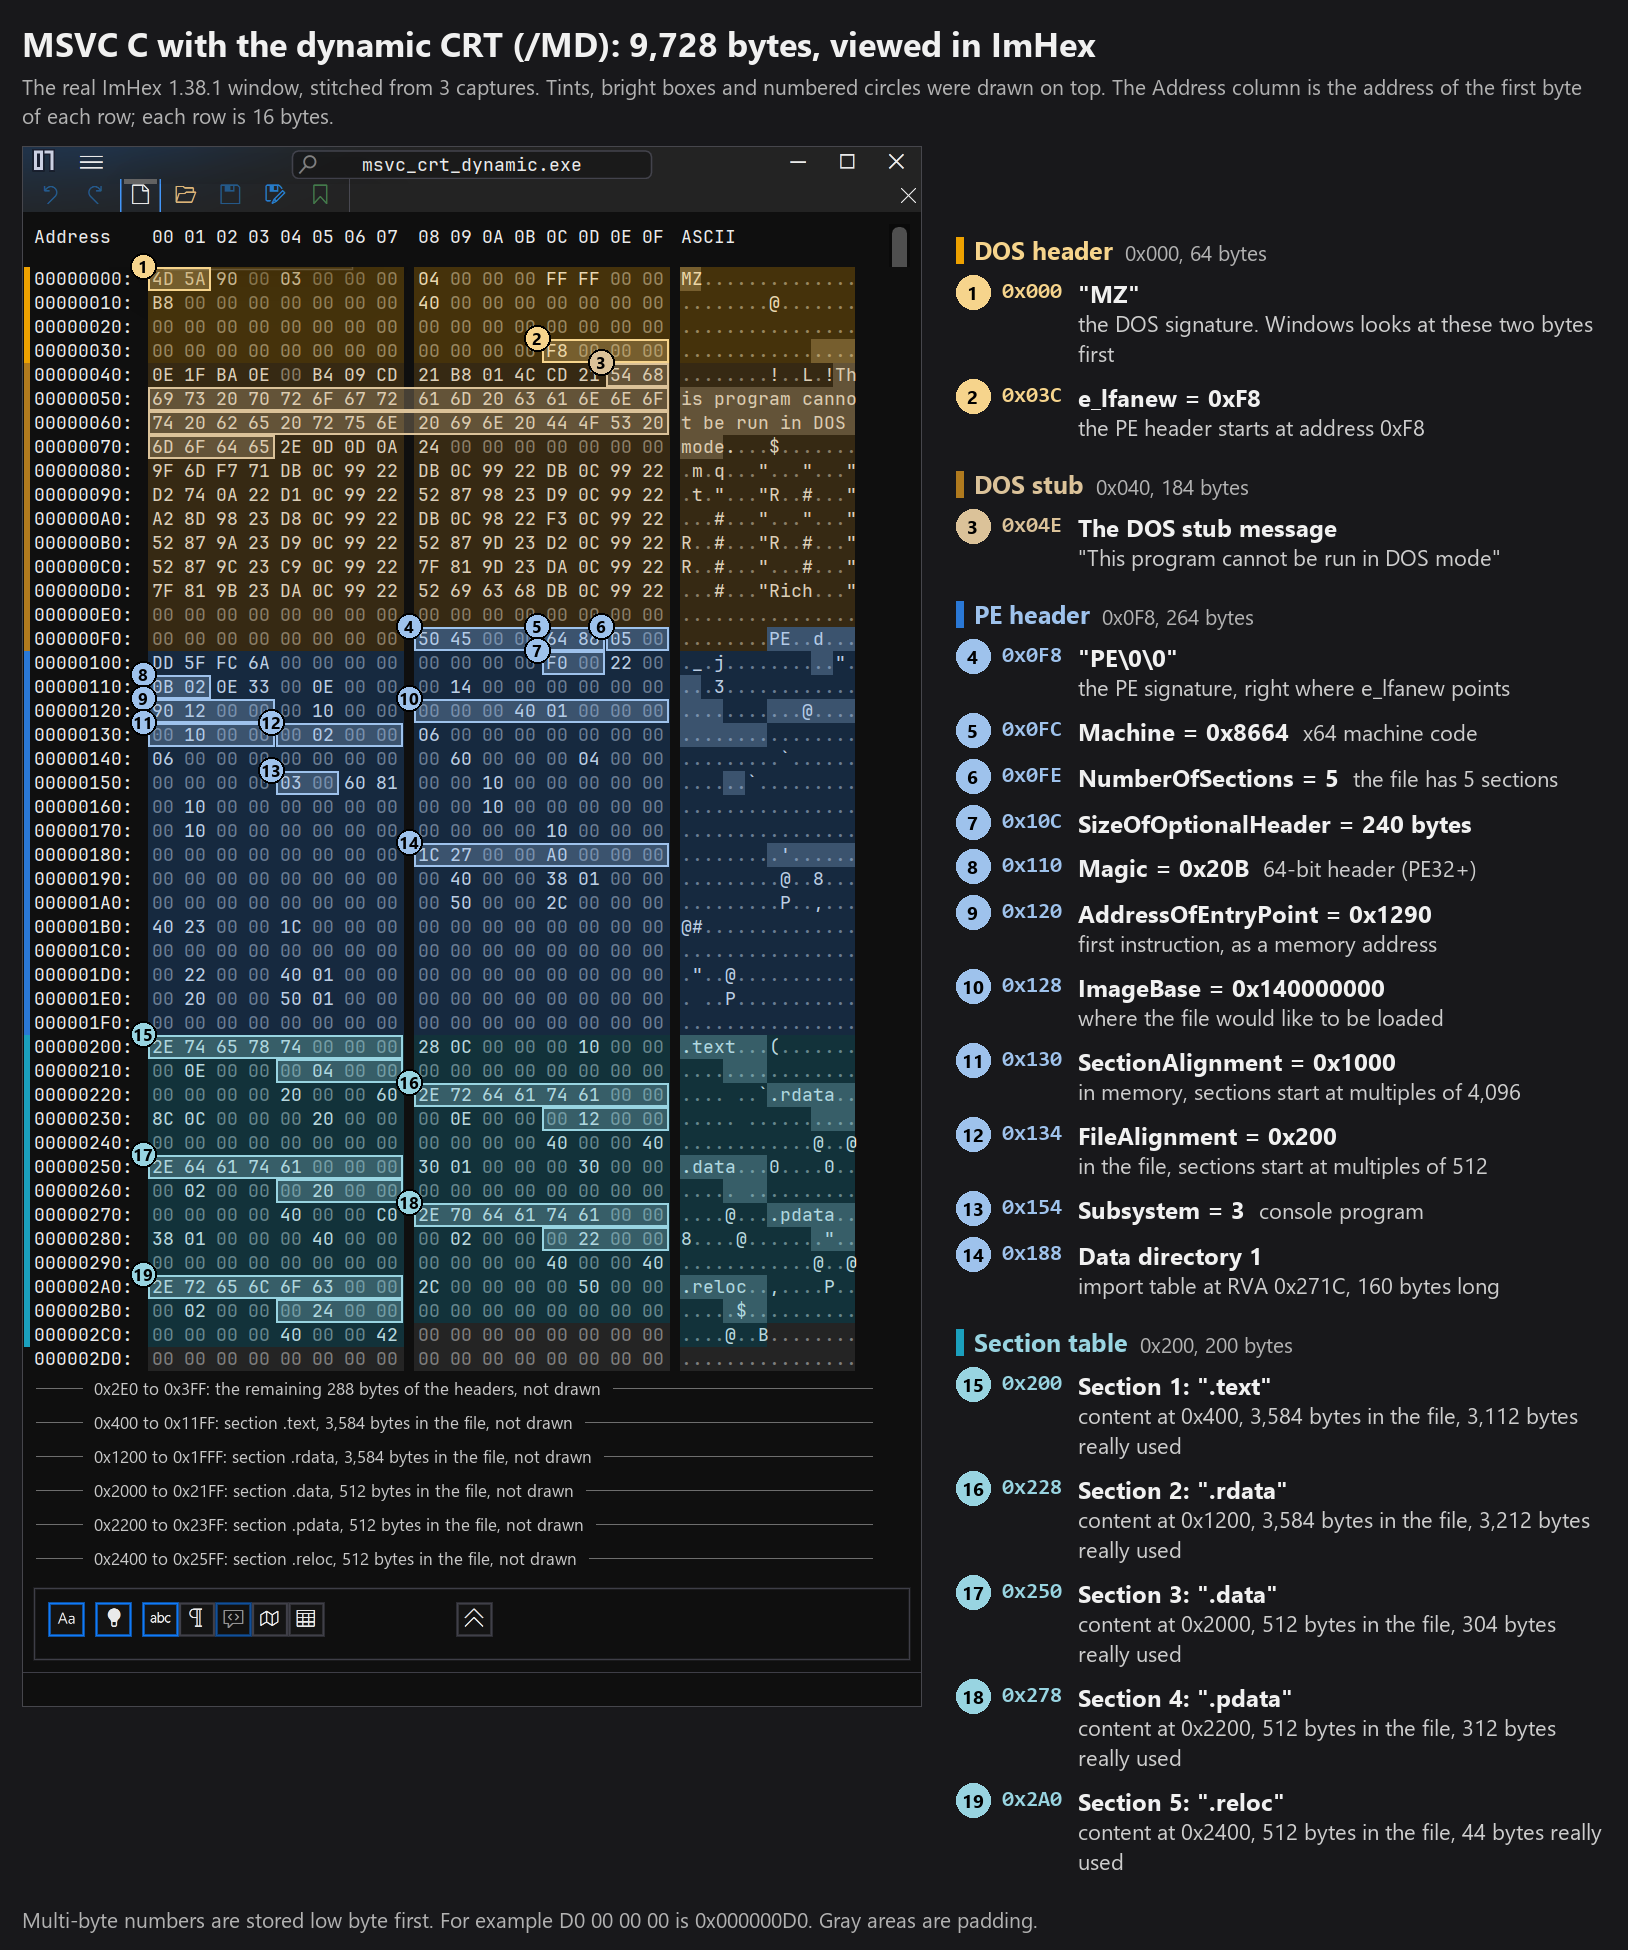 MSVC C with the dynamic CRT (/MD): 9,728 bytes, viewed in ImHex
The real ImHex 1.38.1 window, stitched from 3 captures. Tints, bright boxes and numbered circles were drawn on top. The Address column is the address of the first byte
of each row; each row is 16 bytes.
msvc_crt_dynamic.exe
Address 00 01 02 03 04 05 06 07 08 09 0A 0B 0C 0D 0E 0F ASCII
1
00000000: 4D 5A 90 00 03 00 00 00 04 00 00 00 FF FF 00 00 MZ..............
00000010: B8 00 00 00 00 00 00 00 40 00 00 00 00 00 00 00 ........@.......
00000020: 00 00 00 00 00 00 00 00 00 00 00 00 00 00 00 00 ................
2
00000030: 00 00 00 00 00 00 00 00 00 00 00 00 F8 00 00 00 ................
3
00000040: 0E 1F BA 0E 00 B4 09 CD 21 B8 01 4C CD 21 54 68 ........!..L.!Th
00000050: 69 73 20 70 72 6F 67 72 61 6D 20 63 61 6E 6E 6F is program canno
00000060: 74 20 62 65 20 72 75 6E 20 69 6E 20 44 4F 53 20 t be run in DOS
00000070: 6D 6F 64 65 2E 0D 0D 0A 24 00 00 00 00 00 00 00 mode....$.......
00000080: 9F 6D F7 71 DB 0C 99 22 DB 0C 99 22 DB 0C 99 22 .m.q..."..."..."
00000090: D2 74 0A 22 D1 0C 99 22 52 87 98 23 D9 0C 99 22 .t."..."R..#..."
000000A0: A2 8D 98 23 D8 0C 99 22 DB 0C 98 22 F3 0C 99 22 ...#..."..."..."
000000B0: 52 87 9A 23 D9 0C 99 22 52 87 9D 23 D2 0C 99 22 R..#..."R..#..."
000000C0: 52 87 9C 23 C9 0C 99 22 7F 81 9D 23 DA 0C 99 22 R..#..."...#..."
000000D0: 7F 81 9B 23 DA 0C 99 22 52 69 63 68 DB 0C 99 22 ...#..."Rich..."
000000E0: 00 00 00 00 00 00 00 00 00 00 00 00 00 00 00 00 ................
4 5 6
000000F0: 00 00 00 00 00 00 00 00 50 45 00 00 64 86 05 00 ........PE..d...
7
00000100: DD 5F FC 6A 00 00 00 00 00 00 00 00 F0 00 22 00 ._.j..........".
8
00000110: 0B 02 0E 33 00 0E 00 00 00 14 00 00 00 00 00 00 ...3............
9 10
00000120: 90 12 00 00 00 10 00 00 00 00 00 40 01 00 00 00 ...........@....
11 12
00000130: 00 10 00 00 00 02 00 00 06 00 00 00 00 00 00 00 ................
00000140: 06 00 00 00 00 00 00 00 00 60 00 00 00 04 00 00 .........`......
13
00000150: 00 00 00 00 03 00 60 81 00 00 10 00 00 00 00 00 ......`.........
00000160: 00 10 00 00 00 00 00 00 00 00 10 00 00 00 00 00 ................
00000170: 00 10 00 00 00 00 00 00 00 00 00 00 10 00 00 00 ................
14
00000180: 00 00 00 00 00 00 00 00 1C 27 00 00 A0 00 00 00 .........'......
00000190: 00 00 00 00 00 00 00 00 00 40 00 00 38 01 00 00 .........@..8...
000001A0: 00 00 00 00 00 00 00 00 00 50 00 00 2C 00 00 00 .........P..,...
000001B0: 40 23 00 00 1C 00 00 00 00 00 00 00 00 00 00 00 @#..............
000001C0: 00 00 00 00 00 00 00 00 00 00 00 00 00 00 00 00 ................
000001D0: 00 22 00 00 40 01 00 00 00 00 00 00 00 00 00 00 ."..@...........
000001E0: 00 20 00 00 50 01 00 00 00 00 00 00 00 00 00 00 . ..P...........
000001F0: 00 00 00 00 00 00 00 00 00 00 00 00 00 00 00 00 ................
15
00000200: 2E 74 65 78 74 00 00 00 28 0C 00 00 00 10 00 00 .text...(.......
00000210: 00 0E 00 00 00 04 00 00 00 00 00 00 00 00 00 00 ................
16
00000220: 00 00 00 00 20 00 00 60 2E 72 64 61 74 61 00 00 .... ..`.rdata..
00000230: 8C 0C 00 00 00 20 00 00 00 0E 00 00 00 12 00 00 ..... ..........
00000240: 00 00 00 00 00 00 00 00 00 00 00 00 40 00 00 40 ............@..@
17
00000250: 2E 64 61 74 61 00 00 00 30 01 00 00 00 30 00 00 .data...0....0..
00000260: 00 02 00 00 00 20 00 00 00 00 00 00 00 00 00 00 ..... ..........
18
00000270: 00 00 00 00 40 00 00 C0 2E 70 64 61 74 61 00 00 ....@....pdata..
00000280: 38 01 00 00 00 40 00 00 00 02 00 00 00 22 00 00 8....@.......“..
00000290: 00 00 00 00 00 00 00 00 00 00 00 00 40 00 00 40 ............@..@
19
000002A0: 2E 72 65 6C 6F 63 00 00 2C 00 00 00 00 50 00 00 .reloc..,....P..
000002B0: 00 02 00 00 00 24 00 00 00 00 00 00 00 00 00 00 .....$..........
000002C0: 00 00 00 00 40 00 00 42 00 00 00 00 00 00 00 00 ....@..B........
000002D0: 00 00 00 00 00 00 00 00 00 00 00 00 00 00 00 00 ................
0x2E0 to 0x3FF: the remaining 288 bytes of the headers, not drawn
0x400 to 0x11FF: section .text, 3,584 bytes in the file, not drawn
0x1200 to 0x1FFF: section .rdata, 3,584 bytes in the file, not drawn
0x2000 to 0x21FF: section .data, 512 bytes in the file, not drawn
0x2200 to 0x23FF: section .pdata, 512 bytes in the file, not drawn
0x2400 to 0x25FF: section .reloc, 512 bytes in the file, not drawn
Aa abc
DOS header 0x000, 64 bytes
1 0x000 "MZ"
the DOS signature. Windows looks at these two bytes
first
2 0x03C e_lfanew = 0xF8
the PE header starts at address 0xF8
DOS stub 0x040, 184 bytes
3 0x04E The DOS stub message
"This program cannot be run in DOS mode"
PE header 0x0F8, 264 bytes
4 0x0F8 "PE\0\0"
the PE signature, right where e_lfanew points
5 0x0FC Machine = 0x8664 x64 machine code
6 0x0FE NumberOfSections = 5 the file has 5 sections
7 0x10C SizeOfOptionalHeader = 240 bytes
8 0x110 Magic = 0x20B 64-bit header (PE32+)
9 0x120 AddressOfEntryPoint = 0x1290
first instruction, as a memory address
10 0x128 ImageBase = 0x140000000
where the file would like to be loaded
11 0x130 SectionAlignment = 0x1000
in memory, sections start at multiples of 4,096
12 0x134 FileAlignment = 0x200
in the file, sections start at multiples of 512
13 0x154 Subsystem = 3 console program
14 0x188 Data directory 1
import table at RVA 0x271C, 160 bytes long
Section table 0x200, 200 bytes
15 0x200 Section 1: ".text"
content at 0x400, 3,584 bytes in the file, 3,112 bytes
really used
16 0x228 Section 2: ".rdata"
content at 0x1200, 3,584 bytes in the file, 3,212 bytes
really used
17 0x250 Section 3: ".data"
content at 0x2000, 512 bytes in the file, 304 bytes
really used
18 0x278 Section 4: ".pdata"
content at 0x2200, 512 bytes in the file, 312 bytes
really used
19 0x2A0 Section 5: ".reloc"
content at 0x2400, 512 bytes in the file, 44 bytes really
used
Multi-byte numbers are stored low byte first. For example D0 00 00 00 is 0x000000D0. Gray areas are padding.